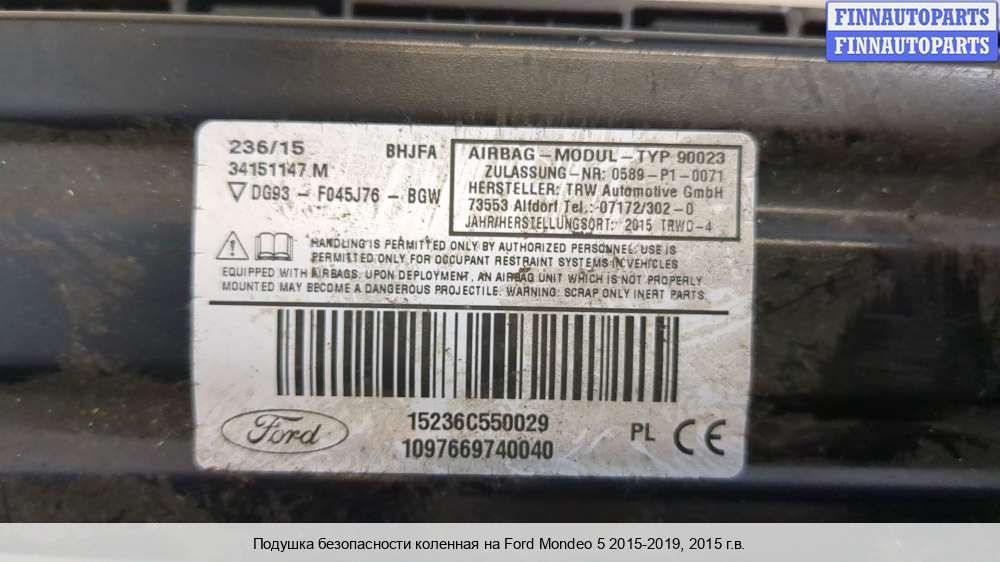 FINNAUTOPARTS
FINNAUTOPARTS
236/15 BHJFA
34151147 M
DG93 - F045J76 - BGW
AIRBAG - MODUL - TYP 90023
ZULASSUNG-NR: 0589-P1-0071
HERSTELLER: TRW Automotive GmbH
73553 Alfdorf Tel.:-07172/302-0
JAHR/HERSTELLUNGSORT: 2015 TRWO-4
HANDLING IS PERMITTED ONLY BY AUTHORIZED PERSONNEL. USE IS
PERMITTED ONLY FOR OCCUPANT RESTRAINT SYSTEMS IN VEHICLES
EQUIPPED WITH AIRBAGS: UPON DEPLOYMENT, AN AIRBAG UNIT WHICH IS NOT PROPERLY
MOUNTED MAY BECOME A DANGEROUS PROJECTILE: WARNING: SCRAP ONLY INERT PARTS.
Ford
15236C550029
1097669740040
PL CE
Подушка безопасности коленная на Ford Mondeo 5 2015-2019, 2015 г.в.